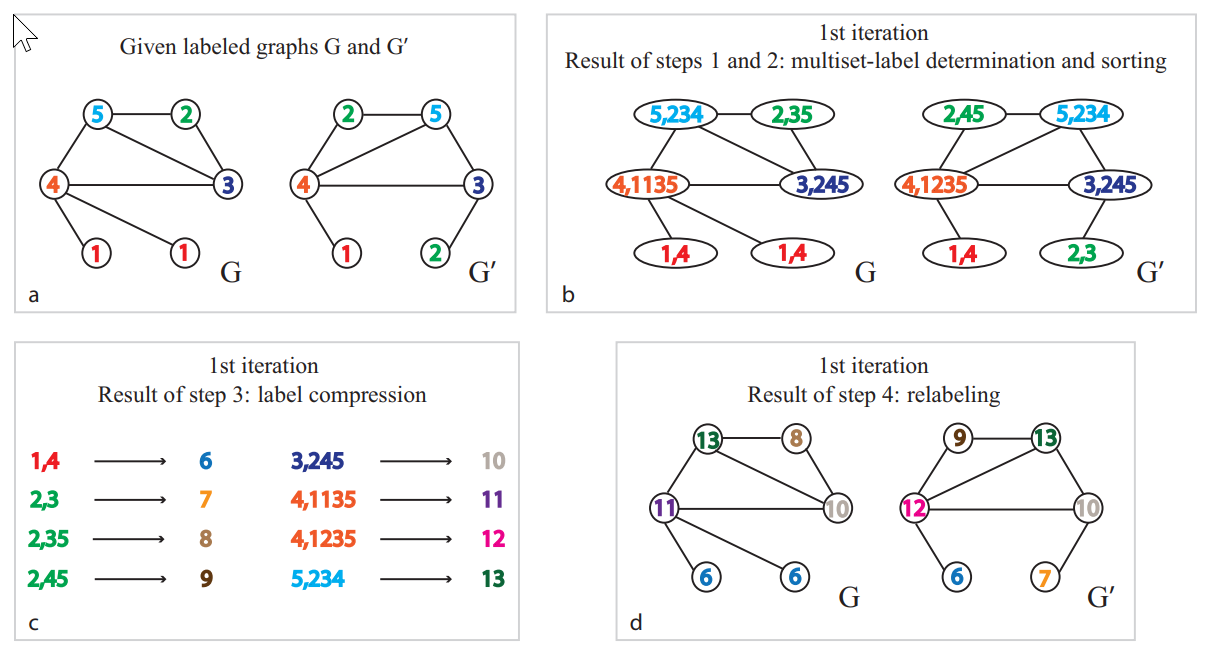 Given labeled graphs G and G′
5 2 2 5
4 3 4 3
1 1 1 2
G G′
a
1st iteration
Result of steps 1 and 2: multiset-label determination and sorting
5,234 2,35 2,45 5,234
4,1135 3,245 4,1235 3,245
1,4 1,4 1,4 2,3
G G′
b
1st iteration
Result of step 3: label compression
1,4 6 3,245 10
2,3 7 4,1135 11
2,35 8 4,1235 12
2,45 9 5,234 13
c
1st iteration
Result of step 4: relabeling
13 8 9 13
11 10 12 10
6 6 6 7
G G′
d